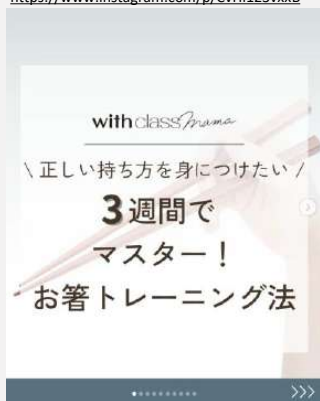 with class mama
\ 正しい持ち方を身につけたい /
3週間で
マスター！
お箸トレーニング法
>>>